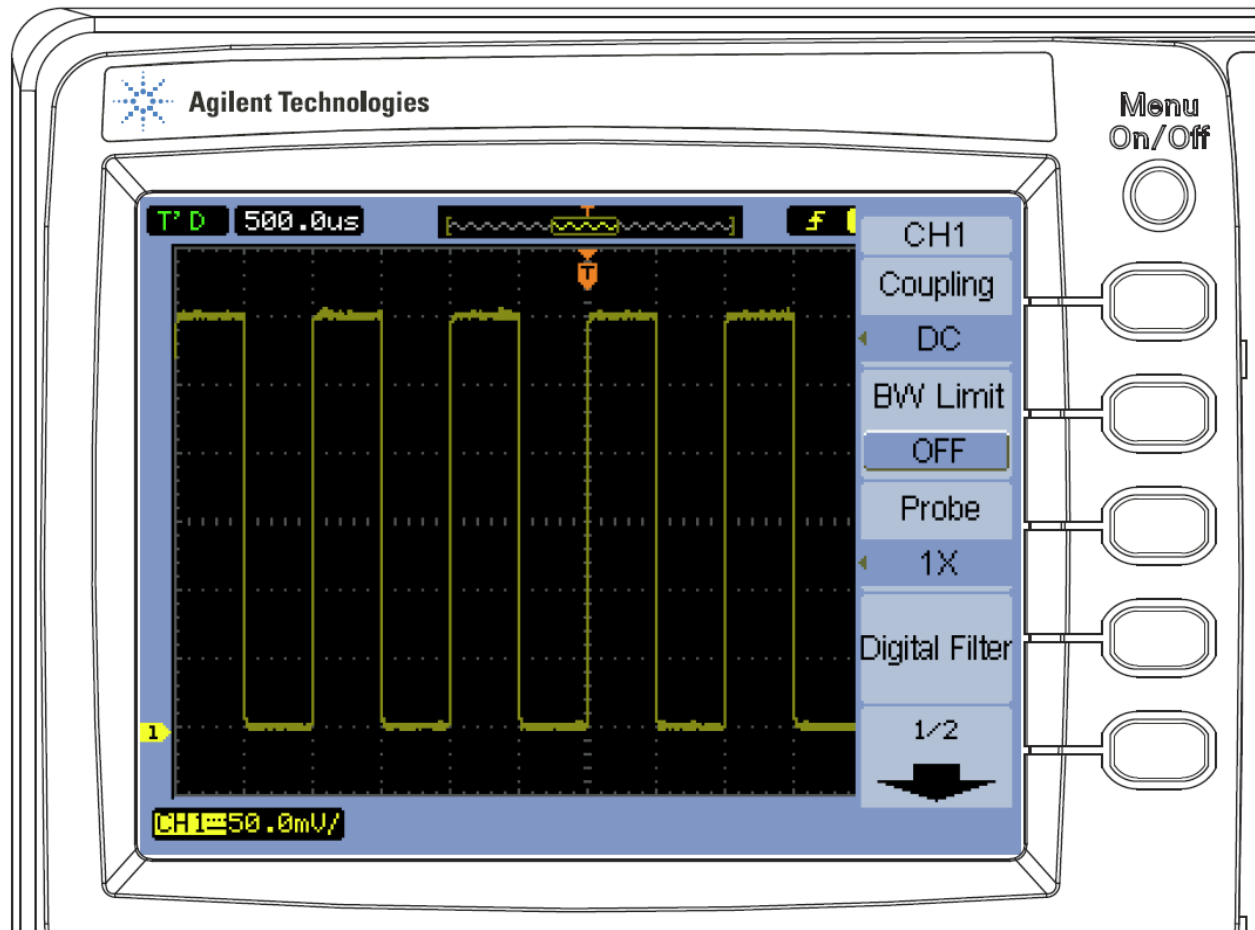 Agilent Technologies
Menu
On/Off
T'D 500.0us
T
T
CH1
Coupling
DC
BW Limit
OFF
Probe
1X
Digital Filter
1
1/2
CH1 50.0mV/